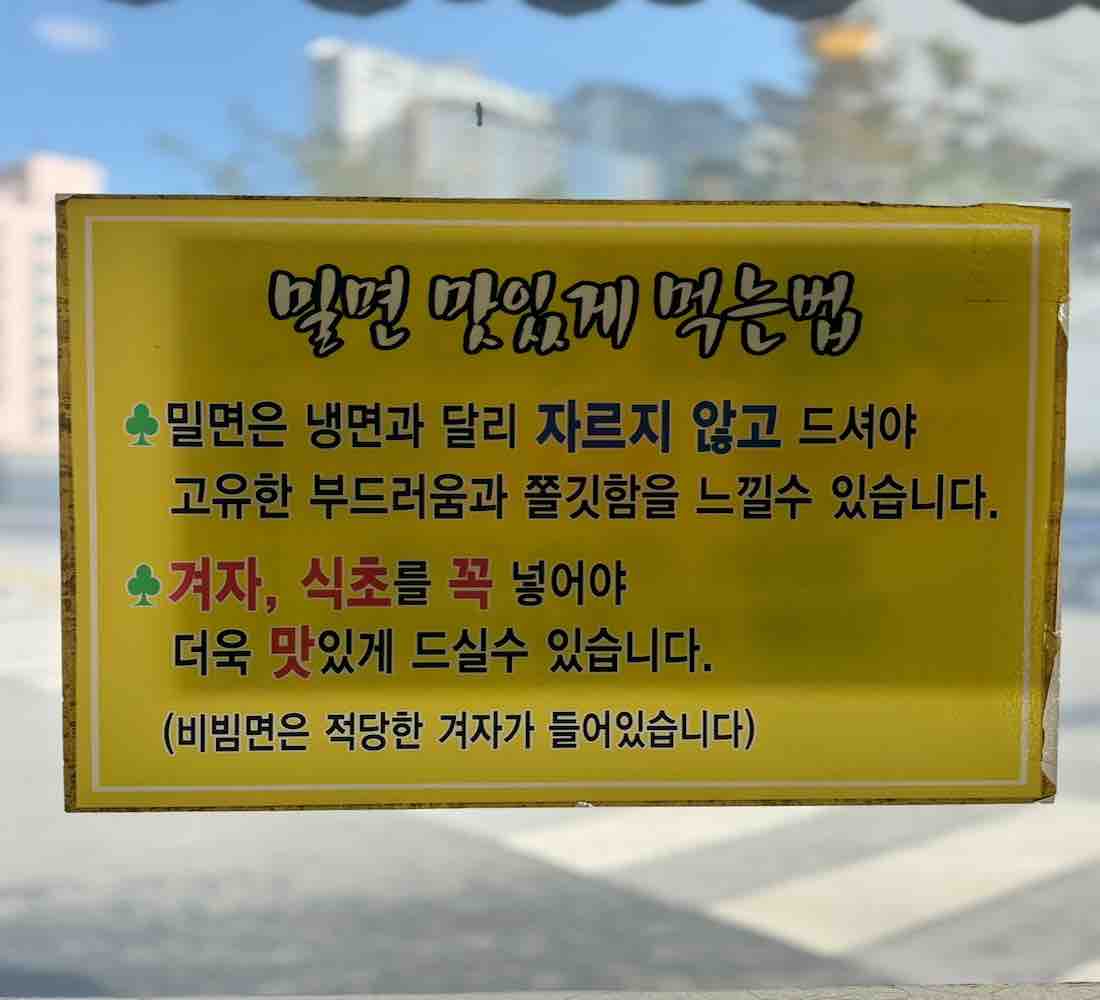 밀면 맛있게 먹는법
♣밀면은 냉면과 달리 자르지 않고 드셔야
고유한 부드러움과 쫄깃함을 느낄수 있습니다.
♣겨자, 식초를 꼭 넣어야
더욱 맛있게 드실수 있습니다.
(비빔면은 적당한 겨자가 들어있습니다)